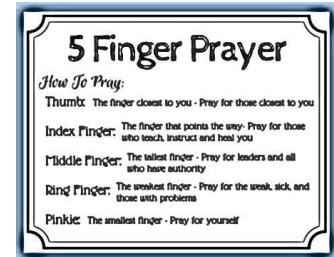 5 Finger Prayer
How To Pray:
Thumb: The finger closest to you - Pray for those closest to you
Index Finger: The finger that points the way- Pray for those
who teach, instruct and heal you
Middle Finger: The tallest finger - Pray for leaders and all
who have authority
Ring Finger: The weakest finger - Pray for the weak, sick, and
those with problems
Pinkie: The smallest finger - Pray for yourself